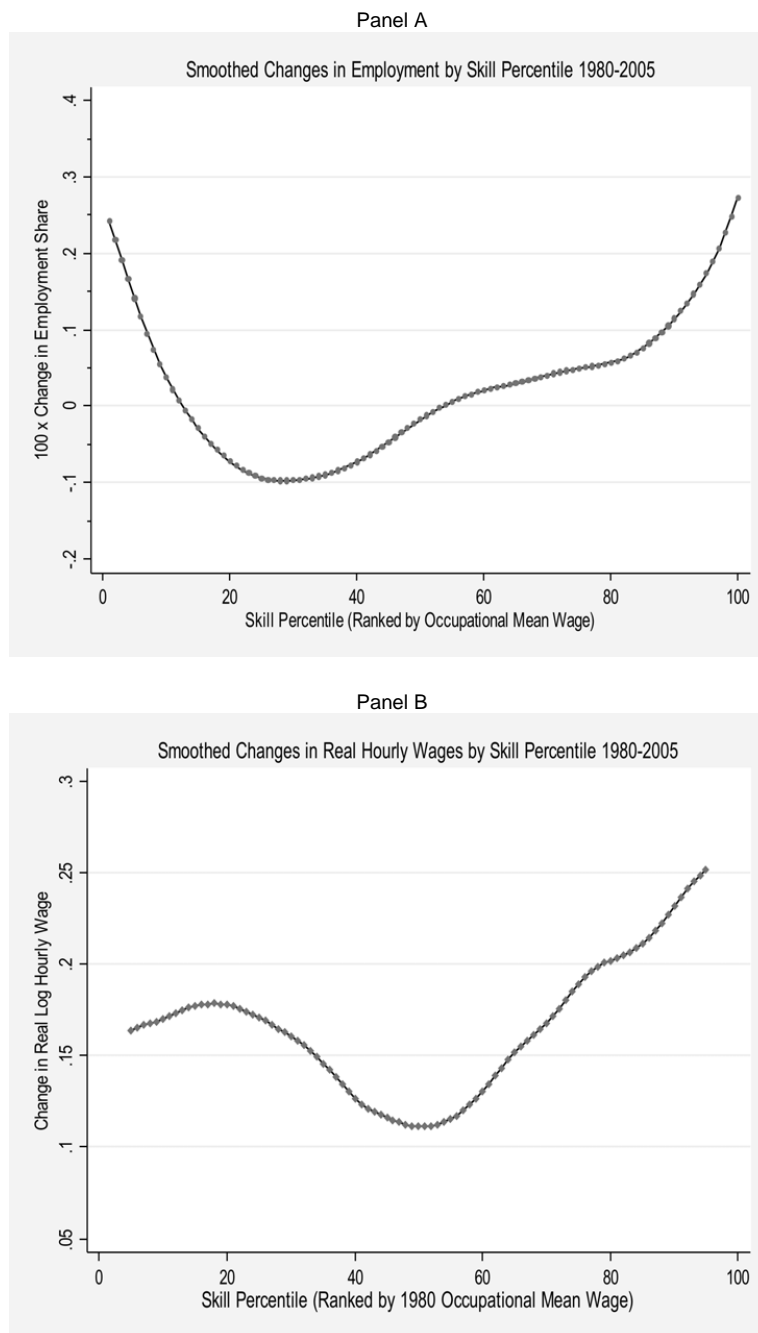 Panel A
Smoothed Changes in Employment by Skill Percentile 1980-2005
100 x Change in Employment Share
.4
.3
.2
.1
0
-.1
-.2
0 20 40 60 80 100
Skill Percentile (Ranked by Occupational Mean Wage)
Panel B
Smoothed Changes in Real Hourly Wages by Skill Percentile 1980-2005
Change in Real Log Hourly Wage
.3
.25
.2
.15
.1
.05
0 20 40 60 80 100
Skill Percentile (Ranked by 1980 Occupational Mean Wage)